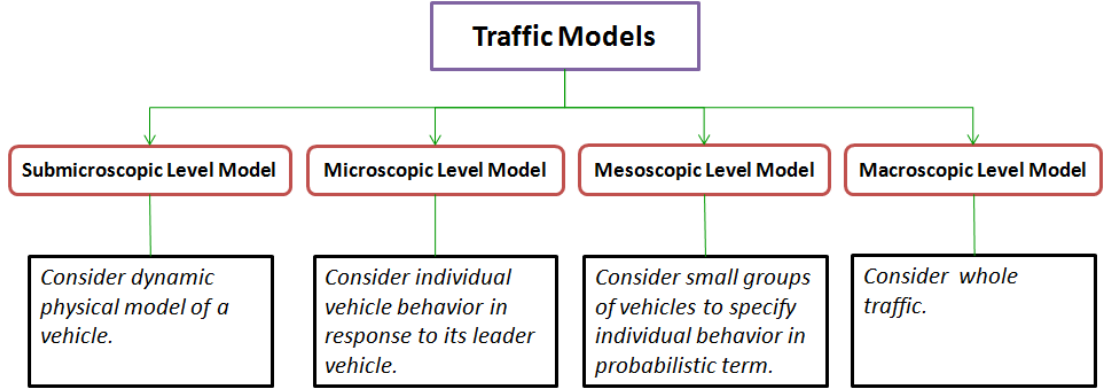 Traffic Models
Submicroscopic Level Model
Microscopic Level Model
Mesoscopic Level Model
Macroscopic Level Model
Consider dynamic
physical model of a
vehicle.
Consider individual
vehicle behavior in
response to its leader
vehicle.
Consider small groups
of vehicles to specify
individual behavior in
probabilistic term.
Consider whole
traffic.